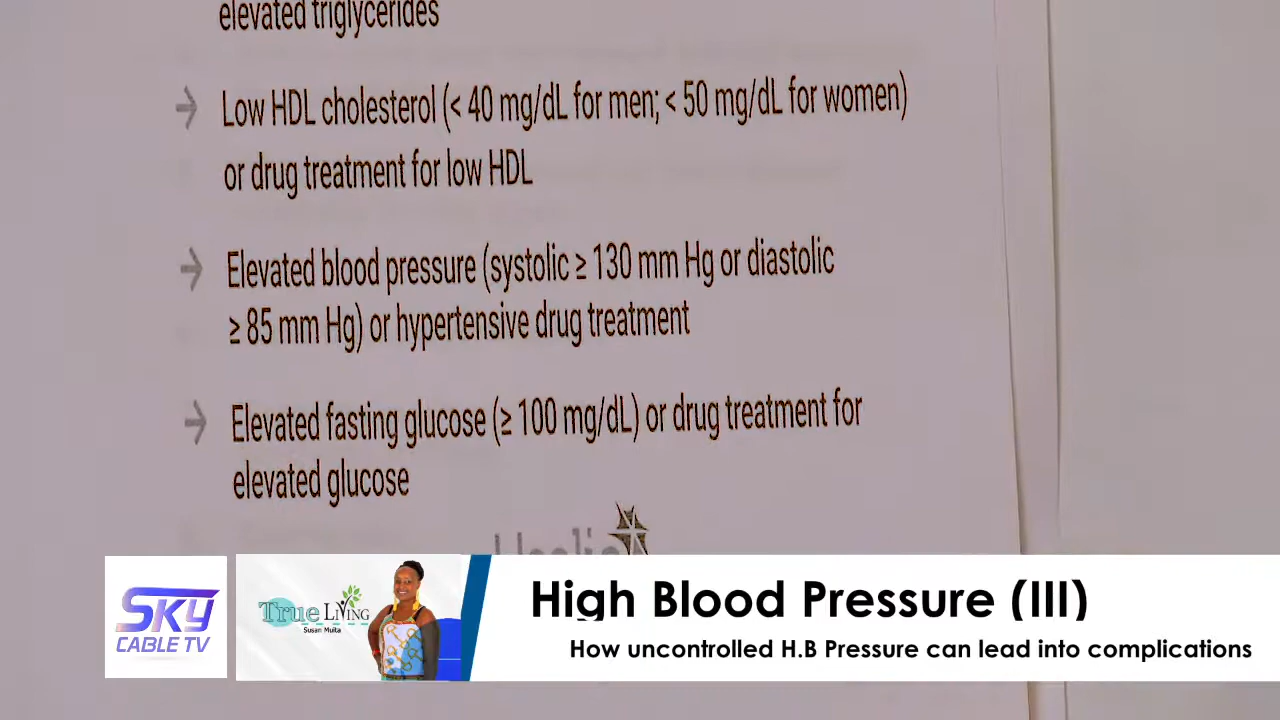 elevated triglycerides
→ Low HDL cholesterol (< 40 mg/dL for men; < 50 mg/dL for women)
or drug treatment for low HDL
→ Elevated blood pressure (systolic ≥ 130 mm Hg or diastolic
≥ 85 mm Hg) or hypertensive drug treatment
→ Elevated fasting glucose (≥ 100 mg/dL) or drug treatment for
elevated glucose
SKY
CABLE TV
True Living
Susan Muita
High Blood Pressure (III)
How uncontrolled H.B Pressure can lead into complications